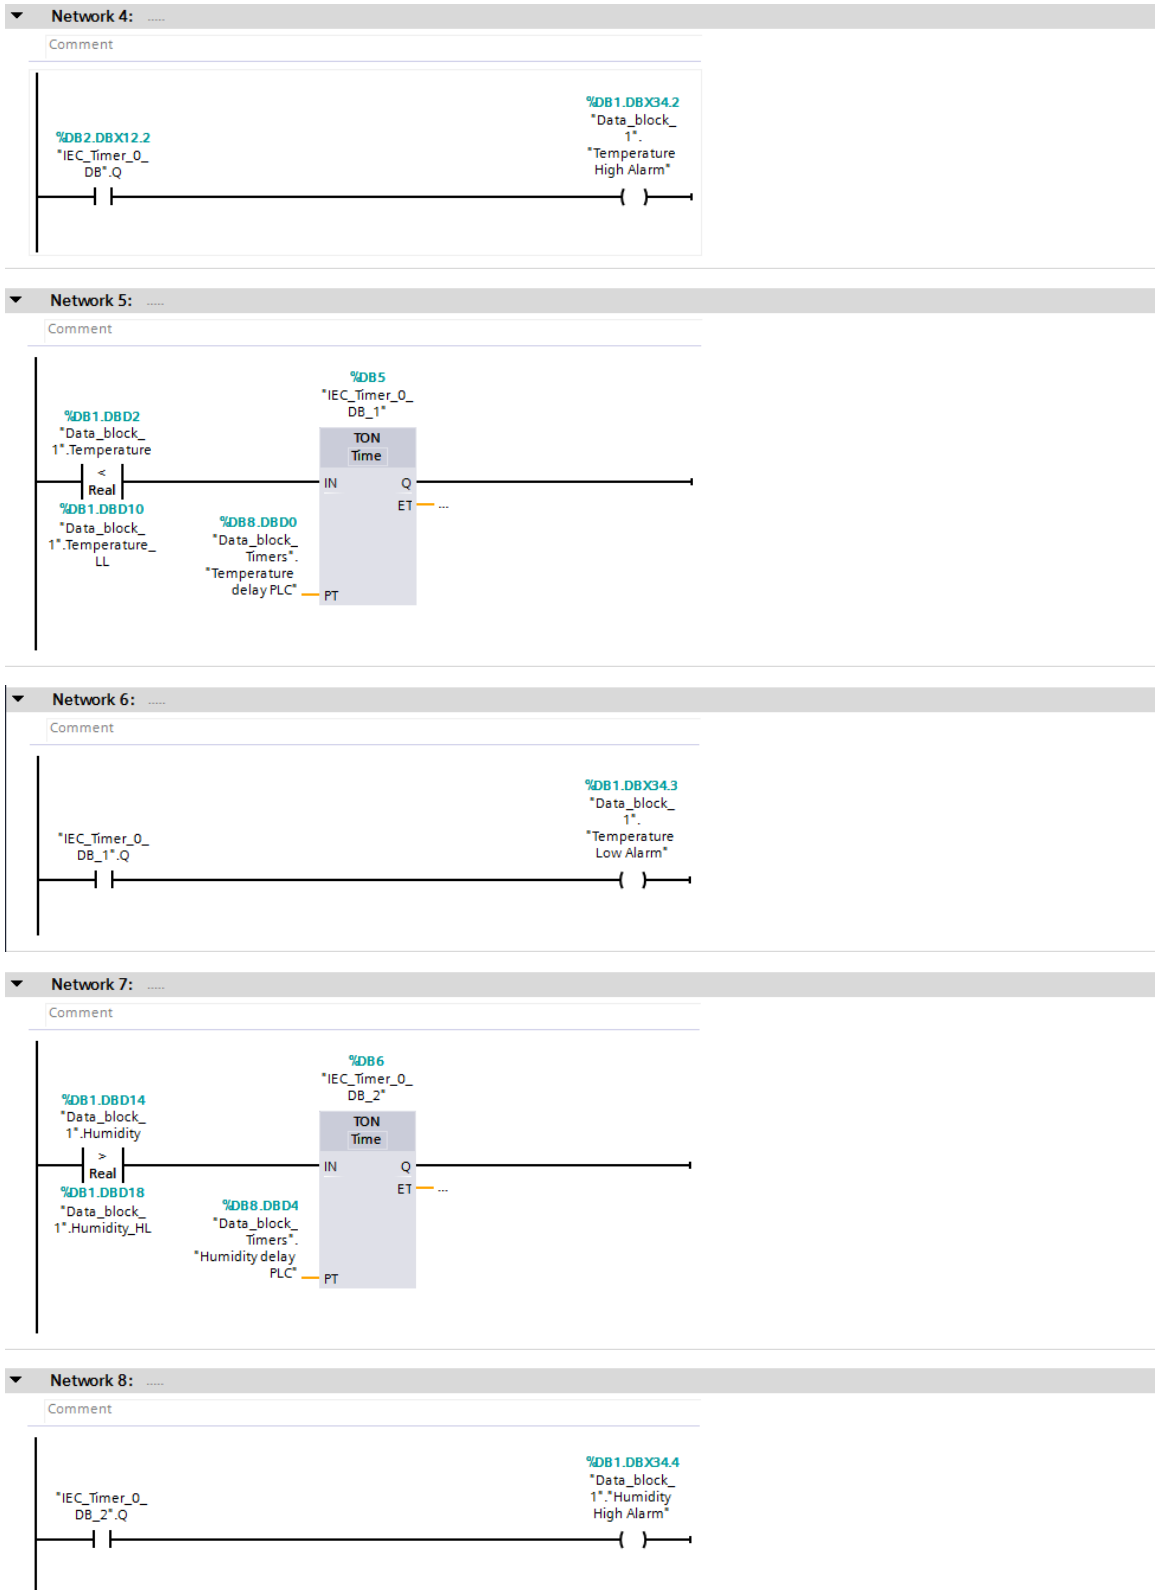 Network 4: .....
Comment
%DB1.DBX34.2
"Data_block_
1".
"Temperature
High Alarm"
%DB2.DBX12.2
"IEC_Timer_0_
DB".Q
Network 5: .....
Comment
%DB5
"IEC_Timer_0_
DB_1"
TON
Time
%DB1.DBD2
"Data_block_
1".Temperature
<
Real
%DB1.DBD10
"Data_block_
1".Temperature_
LL
IN
Q
ET
...
%DB8.DBD0
"Data_block_
Timers".
"Temperature
delay PLC"
PT
Network 6: .....
Comment
%DB1.DBX34.3
"Data_block_
1".
"Temperature
Low Alarm"
"IEC_Timer_0_
DB_1".Q
Network 7: .....
Comment
%DB6
"IEC_Timer_0_
DB_2"
TON
Time
%DB1.DBD14
"Data_block_
1".Humidity
>
Real
%DB1.DBD18
"Data_block_
1".Humidity_HL
IN
Q
ET
...
%DB8.DBD4
"Data_block_
Timers".
"Humidity delay
PLC"
PT
Network 8: .....
Comment
%DB1.DBX34.4
"Data_block_
1"."Humidity
High Alarm"
"IEC_Timer_0_
DB_2".Q